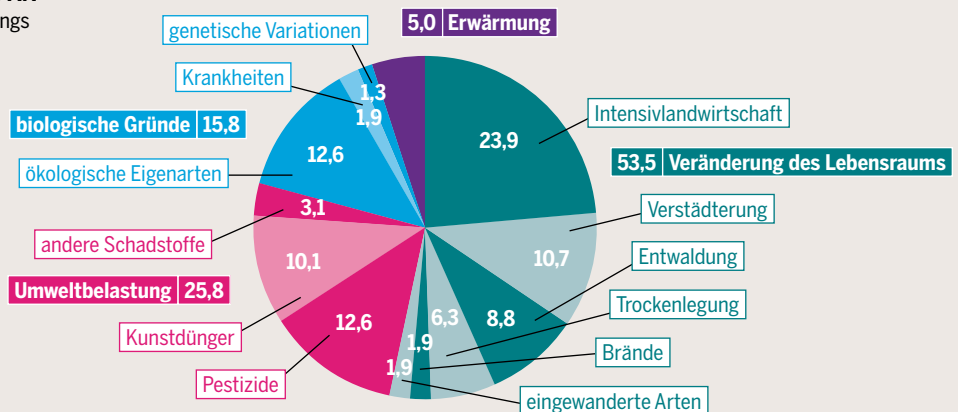 ings
5,0 Erwärmung
genetische Variationen
Krankheiten
biologische Gründe 15,8
ökologische Eigenarten
andere Schadstoffe
Umweltbelastung 25,8
Kunstdünger
Pestizide
Intensivlandwirtschaft
53,5 Veränderung des Lebensraums
Verstädterung
Entwaldung
Trockenlegung
Brände
eingewanderte Arten
1,3
1,9
12,6
3,1
10,1
12,6
1,9
1,9
6,3
8,8
10,7
23,9